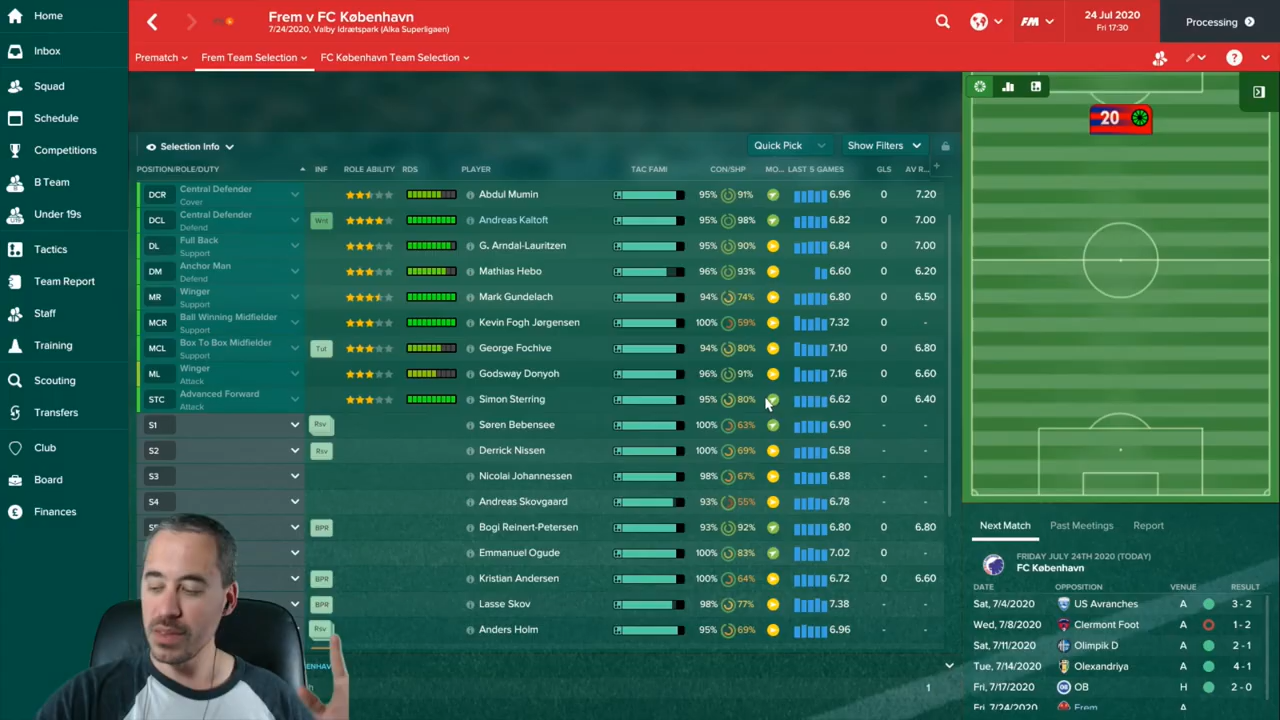 Home
Inbox
Squad
Schedule
Competitions
B Team
Under 19s
Tactics
Team Report
Staff
Training
Scouting
Transfers
Club
Board
Finances
Frem v FC København
7/24/2020, Valby Idrætspark (Alka Superligaen)
FM
24 Jul 2020
Fri 17:30
Processing
Prematch
Frem Team Selection
FC København Team Selection
Selection Info
Quick Pick
Show Filters
POSITION/ROLE/DUTY INF ROLE ABILITY RDS PLAYER TAC FAMI CON/SHP MO... LAST 5 GAMES GLS AV R...
DCR Central Defender Cover Abdul Mumin 95% 91% 6.96 0 7.20
DCL Central Defender Defend Wnt Andreas Kaltoft 95% 98% 6.82 0 7.00
DL Full Back Support G. Arndal-Lauritzen 95% 90% 6.84 0 7.00
DM Anchor Man Defend Mathias Hebo 96% 93% 6.60 0 6.20
MR Winger Support Mark Gundelach 94% 74% 6.80 0 6.50
MCR Ball Winning Midfielder Support Kevin Fogh Jørgensen 100% 59% 7.32 0 -
MCL Box To Box Midfielder Support Tut George Fochive 94% 80% 7.10 0 6.80
ML Winger Attack Godsway Donyoh 96% 91% 7.16 0 6.60
STC Advanced Forward Attack Simon Sterring 95% 80% 6.62 0 6.40
S1 Rsv Søren Bebensee 100% 63% 6.90 - -
S2 Rsv Derrick Nissen 100% 69% 6.58 - -
S3 Nicolai Johannessen 98% 67% 6.88 - -
S4 Andreas Skovgaard 93% 55% 6.78 - -
BPR Bogi Reinert-Petersen 93% 92% 6.80 0 6.80
Emmanuel Ogude 100% 83% 7.02 0 -
BPR Kristian Andersen 100% 64% 6.72 0 6.60
BPR Lasse Skov 98% 77% 7.38 - -
Rsv Anders Holm 95% 69% 6.96 - -
1
20
Next Match
Past Meetings
Report
FRIDAY JULY 24TH 2020 (TODAY)
FC København
DATE OPPOSITION VENUE RESULT
Sat, 7/4/2020 US Avranches A 3 - 2
Wed, 7/8/2020 Clermont Foot A 1 - 2
Sat, 7/11/2020 Olimpik D A 2 - 1
Tue, 7/14/2020 Olexandriya A 4 - 1
Fri, 7/17/2020 OB H 2 - 0
Fri, 7/24/2020 Frem A